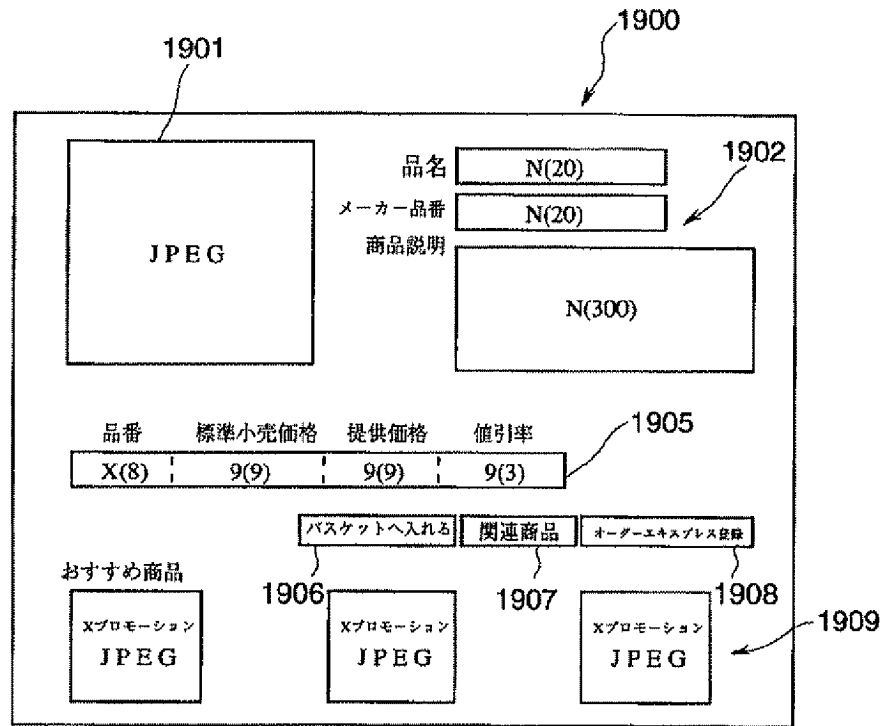 1900
1901
品名 N(20)
1902
メーカー品番 N(20)
商品説明
JPEG
N(300)
品番 標準小売価格 提供価格 値引率
1905
X(8) 9(9) 9(9) 9(3)
バスケットへ入れる 関連商品 オーダーエキスプレス登録
1906 1907 1908
おすすめ商品
Xプロモーション Xプロモーション Xプロモーション
JPEG JPEG JPEG
1909